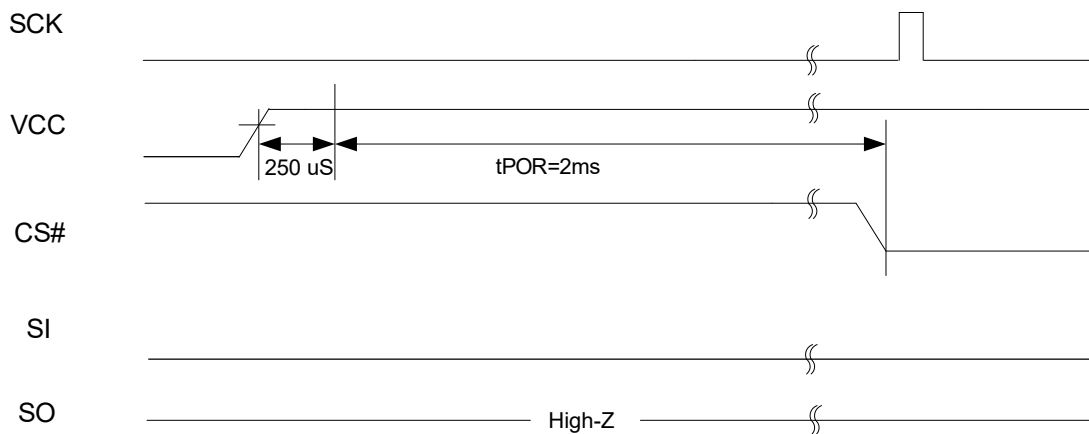 SCK
VCC
250 uS
tPOR=2ms
CS#
SI
SO
High-Z